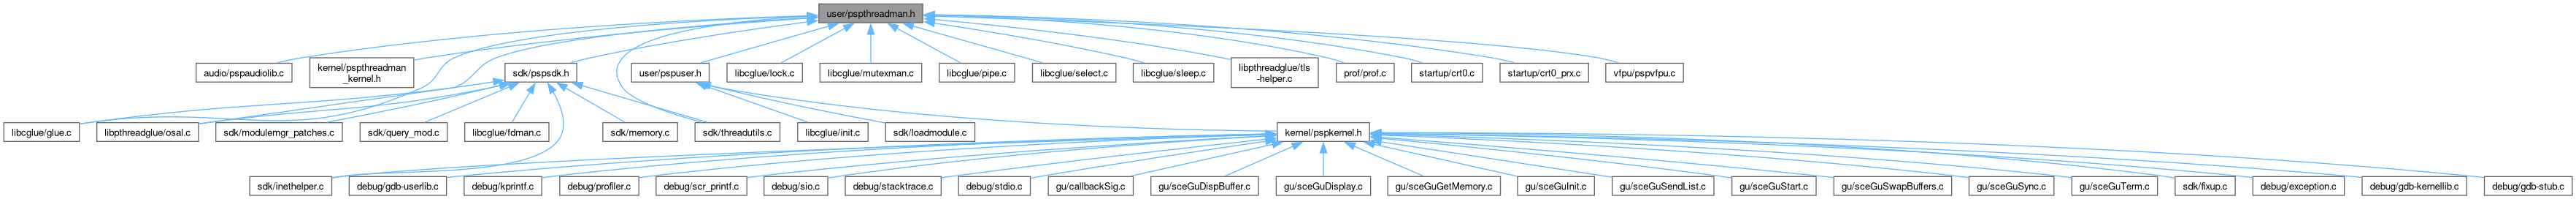 user/pspthreadman.h
audio/pspaudiolib.c
kernel/pspthreadman
_kernel.h
sdk/pspsdk.h
user/pspuser.h
libcglue/lock.c
libcglue/mutexman.c
libcglue/pipe.c
libcglue/select.c
libcglue/sleep.c
libpthreadglue/tls
-helper.c
prof/prof.c
startup/crt0.c
startup/crt0_prx.c
vfpu/pspvfpu.c
libcglue/glue.c
libpthreadglue/osal.c
sdk/modulemgr_patches.c
sdk/query_mod.c
libcglue/fdman.c
sdk/memory.c
sdk/threadutils.c
libcglue/init.c
sdk/loadmodule.c
kernel/pspkernel.h
sdk/inethelper.c
debug/gdb-userlib.c
debug/kprintf.c
debug/profiler.c
debug/scr_printf.c
debug/sio.c
debug/stacktrace.c
debug/stdio.c
gu/callbackSig.c
gu/sceGuDispBuffer.c
gu/sceGuDisplay.c
gu/sceGuGetMemory.c
gu/sceGuInit.c
gu/sceGuSendList.c
gu/sceGuStart.c
gu/sceGuSwapBuffers.c
gu/sceGuSync.c
gu/sceGuTerm.c
sdk/fixup.c
debug/exception.c
debug/gdb-kernellib.c
debug/gdb-stub.c